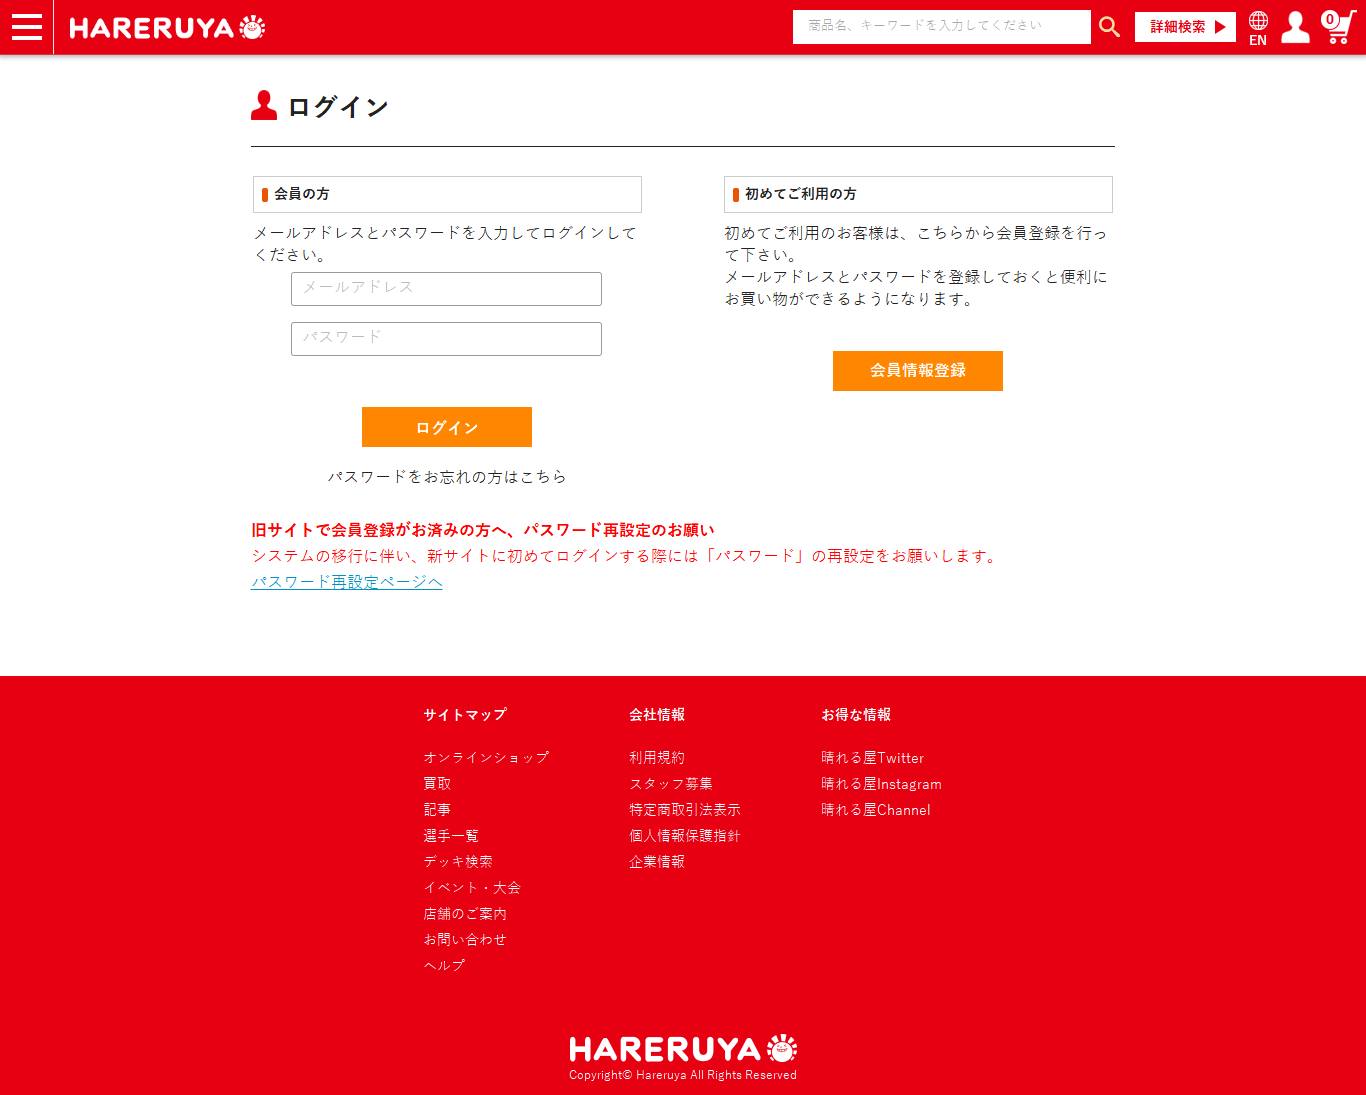 HARERUYA
商品名、キーワードを入力してください
詳細検索
EN
0
ログイン
会員の方
メールアドレスとパスワードを入力してログインして
ください。
メールアドレス
パスワード
ログイン
パスワードをお忘れの方はこちら
初めてご利用の方
初めてご利用のお客様は、こちらから会員登録を行っ
て下さい。
メールアドレスとパスワードを登録しておくと便利に
お買い物ができるようになります。
会員情報登録
旧サイトで会員登録がお済みの方へ、パスワード再設定のお願い
システムの移行に伴い、新サイトに初めてログインする際には「パスワード」の再設定をお願いします。
パスワード再設定ページへ
サイトマップ
オンラインショップ
買取
記事
選手一覧
デッキ検索
イベント・大会
店舗のご案内
お問い合わせ
ヘルプ
会社情報
利用規約
スタッフ募集
特定商取引法表示
個人情報保護指針
企業情報
お得な情報
晴れる屋Twitter
晴れる屋Instagram
晴れる屋Channel
HARERUYA
Copyright© Hareruya All Rights Reserved